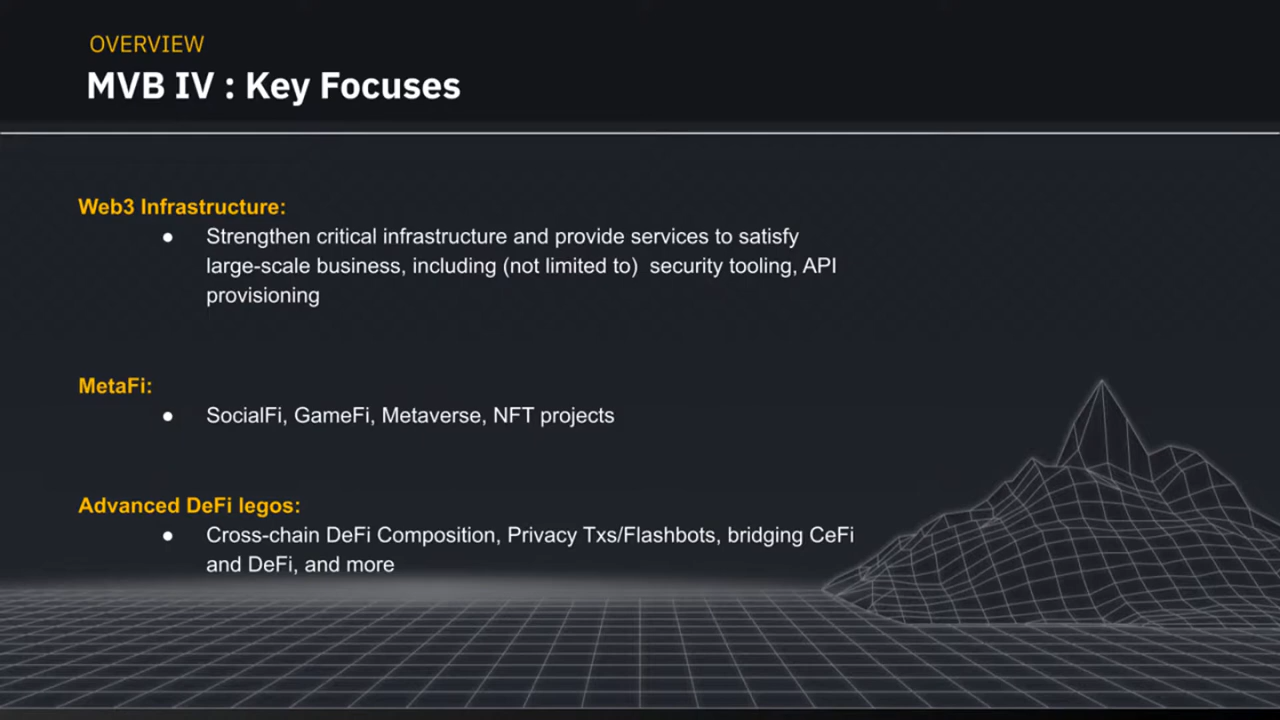 OVERVIEW
MVB IV : Key Focuses
Web3 Infrastructure:
● Strengthen critical infrastructure and provide services to satisfy
large-scale business, including (not limited to)  security tooling, API
provisioning
MetaFi:
● SocialFi, GameFi, Metaverse, NFT projects
Advanced DeFi legos:
● Cross-chain DeFi Composition, Privacy Txs/Flashbots, bridging CeFi
and DeFi, and more